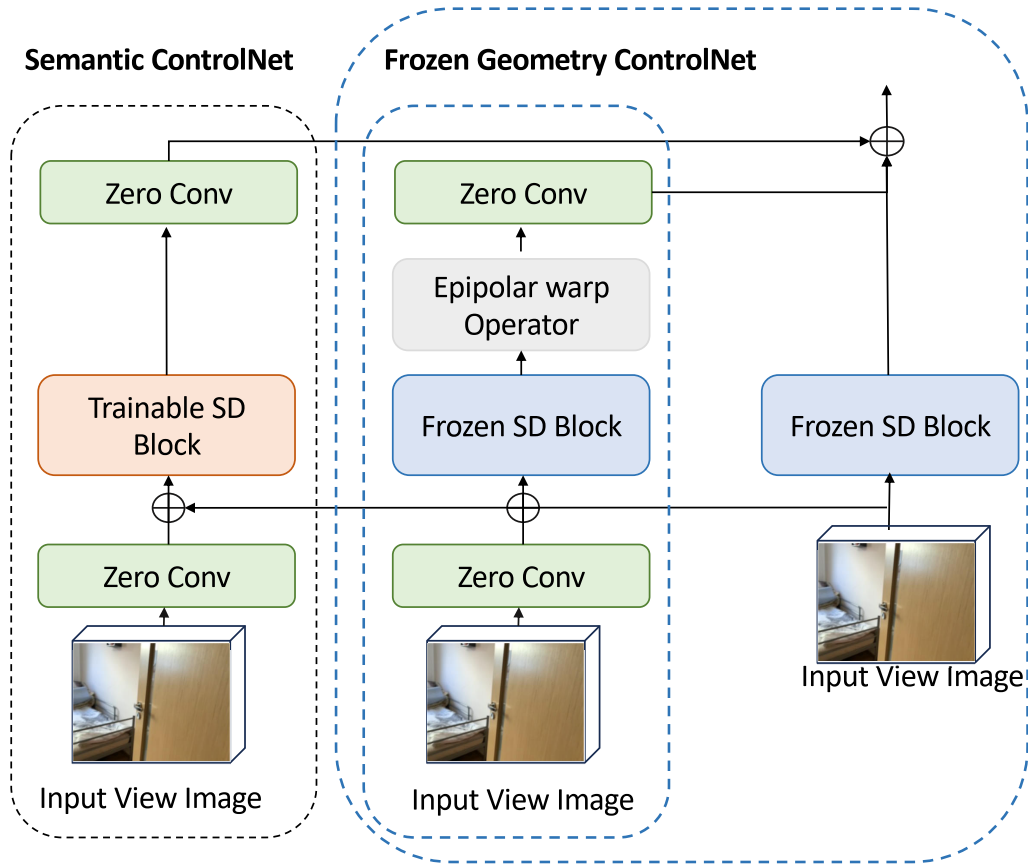 Semantic ControlNet
Frozen Geometry ControlNet
Zero Conv
Zero Conv
Epipolar warp
Operator
Trainable SD
Block
Frozen SD Block
Frozen SD Block
Zero Conv
Zero Conv
Input View Image
Input View Image
Input View Image